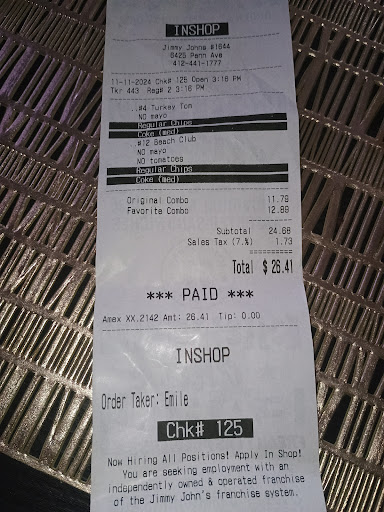 INSHOP
Jimmy Johns #1644
6425 Penn Ave
412-441-1777
11-11-2024 Chk# 125 Open 3:16 PM
Tkr 443 Reg# 2 3:16 PM
..#4 Turkey Tom
NO mayo
Regular Chips
Coke (med)
#12 Beach Club
NO mayo
NO tomatoes
Regular Chips
Coke (med)
Original Combo 11.79
Favorite Combo 12.89
Subtotal 24.68
Sales Tax (7.%) 1.73
==========
Total $ 26.41
*** PAID ***
Amex XX.2142 Amt: 26.41 Tip: 0.00
INSHOP
Order Taker: Emile
Chk# 125
Now Hiring All Positions! Apply In Shop!
You are seeking employment with an
independently owned & operated franchise
of the Jimmy John's franchise system.